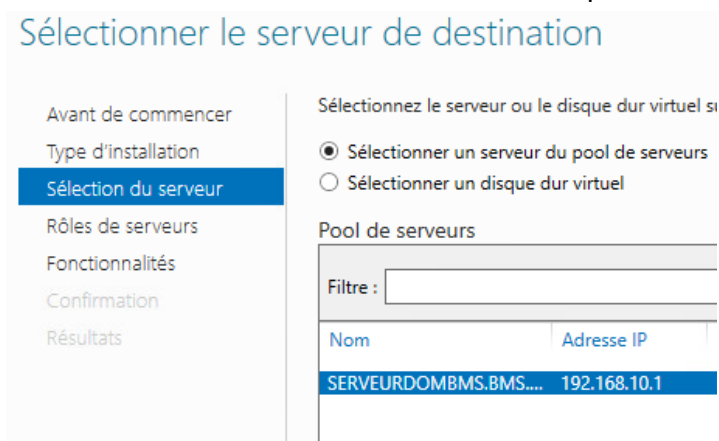 Sélectionner le serveur de destination
Avant de commencer
Type d'installation
Sélection du serveur
Rôles de serveurs
Fonctionnalités
Confirmation
Résultats
Sélectionnez le serveur ou le disque dur virtuel
Sélectionner un serveur du pool de serveurs
Sélectionner un disque dur virtuel
Pool de serveurs
Filtre :
Nom Adresse IP
SERVEURDOMBMS.BMS.... 192.168.10.1